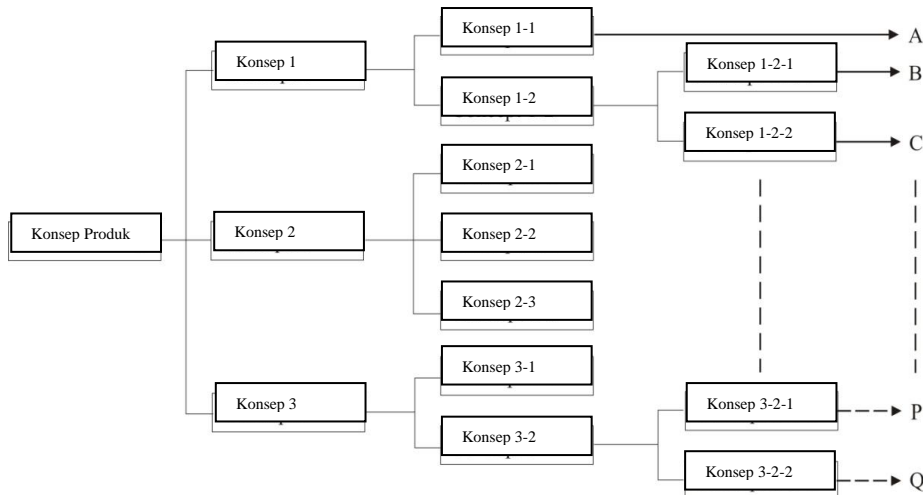 Konsep 1-1
A
Konsep 1
Konsep 1-2-1
B
Konsep 1-2
Konsep 1-2-2
C
Konsep 2-1
Konsep Produk
Konsep 2
Konsep 2-2
Konsep 2-3
Konsep 3-1
Konsep 3
Konsep 3-2-1
P
Konsep 3-2
Konsep 3-2-2
Q